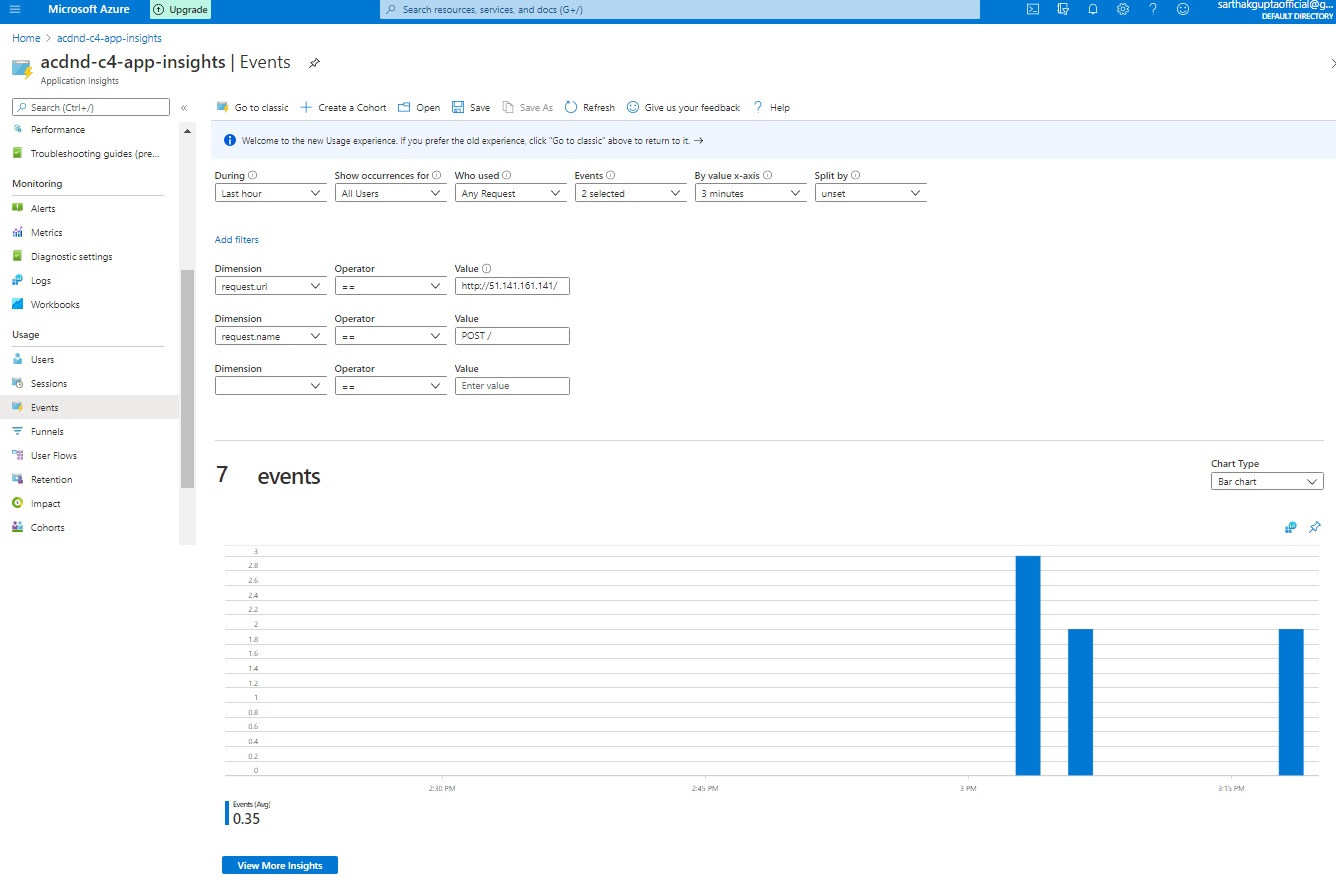 Microsoft Azure
Upgrade
Search resources, services, and docs (G+/)
sarthakguptaofficial@g...
DEFAULT DIRECTORY
Home > acdnd-c4-app-insights
acdnd-c4-app-insights | Events
Application Insights
Search (Ctrl+/)
«
Performance
Troubleshooting guides (pre...
Monitoring
Alerts
Metrics
Diagnostic settings
Logs
Workbooks
Usage
Users
Sessions
Events
Funnels
User Flows
Retention
Impact
Cohorts
Go to classic
Create a Cohort
Open
Save
Save As
Refresh
Give us your feedback
? Help
Welcome to the new Usage experience. If you prefer the old experience, click "Go to classic" above to return to it. →
During Show occurrences for Who used Events By value x-axis Split by
Last hour All Users Any Request 2 selected 3 minutes unset
Add filters
Dimension Operator Value
request.url == http://51.141.161.141/
Dimension Operator Value
request.name == POST /
Dimension Operator Value
== Enter value
7 events
Chart Type
Bar chart
3
2.8
2.6
2.4
2.2
2
1.8
1.6
1.4
1.2
1
0.8
0.6
0.4
0.2
0
2:30 PM 2:45 PM 3 PM 3:15 PM
Events (Avg)
0.35
View More Insights